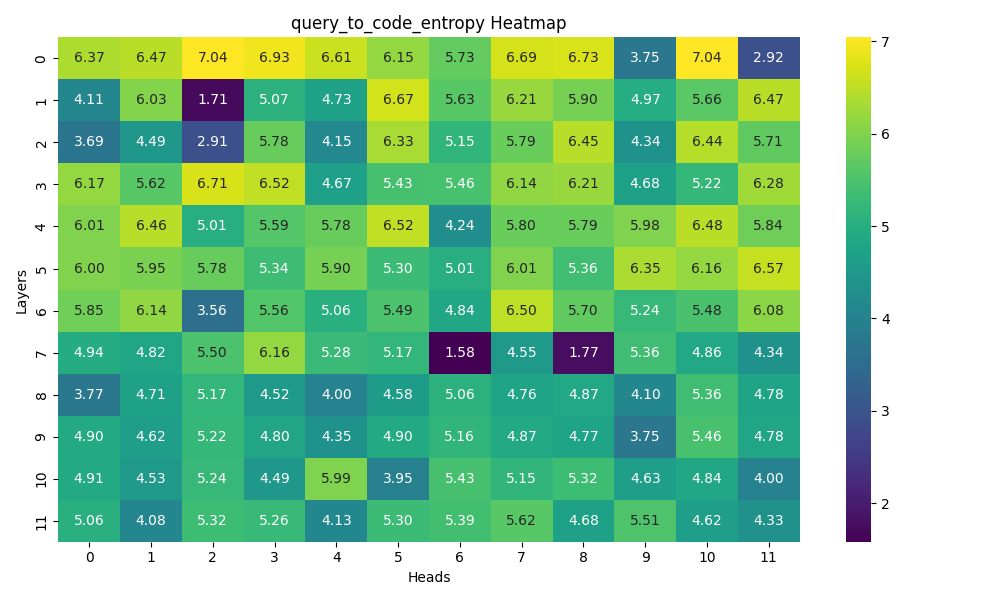 query_to_code_entropy Heatmap
0 6.37 6.47 7.04 6.93 6.61 6.15 5.73 6.69 6.73 3.75 7.04 2.92
1 4.11 6.03 1.71 5.07 4.73 6.67 5.63 6.21 5.90 4.97 5.66 6.47
2 3.69 4.49 2.91 5.78 4.15 6.33 5.15 5.79 6.45 4.34 6.44 5.71
3 6.17 5.62 6.71 6.52 4.67 5.43 5.46 6.14 6.21 4.68 5.22 6.28
4 6.01 6.46 5.01 5.59 5.78 6.52 4.24 5.80 5.79 5.98 6.48 5.84
5 6.00 5.95 5.78 5.34 5.90 5.30 5.01 6.01 5.36 6.35 6.16 6.57
6 5.85 6.14 3.56 5.56 5.06 5.49 4.84 6.50 5.70 5.24 5.48 6.08
7 4.94 4.82 5.50 6.16 5.28 5.17 1.58 4.55 1.77 5.36 4.86 4.34
8 3.77 4.71 5.17 4.52 4.00 4.58 5.06 4.76 4.87 4.10 5.36 4.78
9 4.90 4.62 5.22 4.80 4.35 4.90 5.16 4.87 4.77 3.75 5.46 4.78
10 4.91 4.53 5.24 4.49 5.99 3.95 5.43 5.15 5.32 4.63 4.84 4.00
11 5.06 4.08 5.32 5.26 4.13 5.30 5.39 5.62 4.68 5.51 4.62 4.33
0 1 2 3 4 5 6 7 8 9 10 11
Heads
Layers
7
6
5
4
3
2